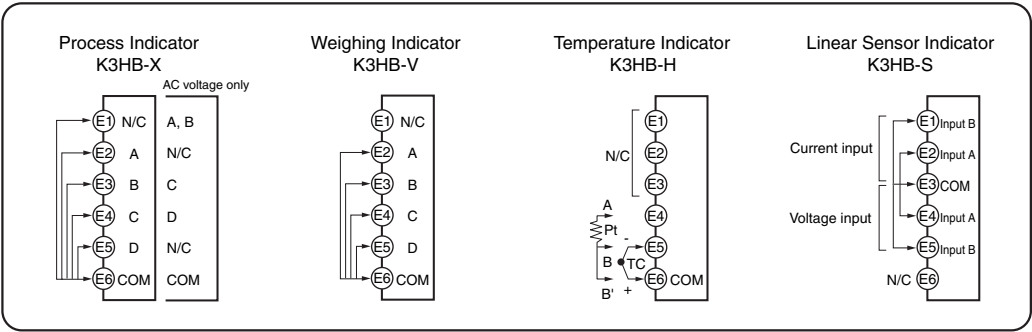 Process Indicator
K3HB-X
AC voltage only
E1 N/C A, B
E2 A N/C
E3 B C
E4 C D
E5 D N/C
E6 COM COM
Weighing Indicator
K3HB-V
E1 N/C
E2 A
E3 B
E4 C
E5 D
E6 COM
Temperature Indicator
K3HB-H
E1
N/C E2
E3
A E4
Pt
- E5
B TC
E6 COM
B' +
Linear Sensor Indicator
K3HB-S
E1 Input B
Current input E2 Input A
E3 COM
Voltage input E4 Input A
E5 Input B
N/C E6